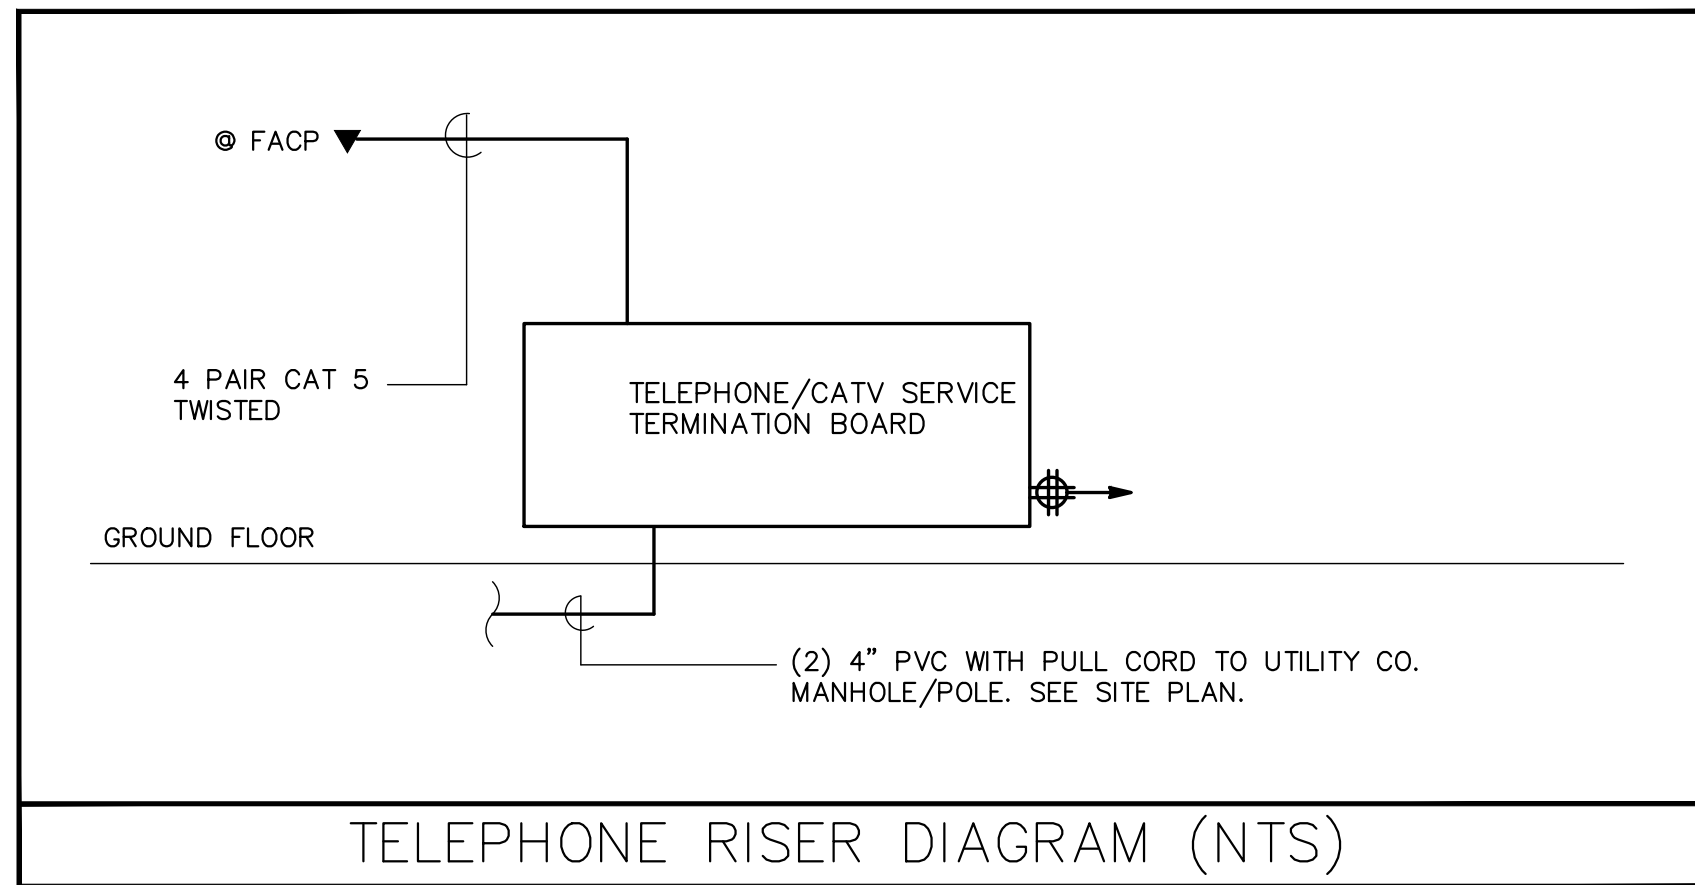 @ FACP
4 PAIR CAT 5
TWISTED
TELEPHONE/CATV SERVICE
TERMINATION BOARD
GROUND FLOOR
(2) 4” PVC WITH PULL CORD TO UTILITY CO.
MANHOLE/POLE. SEE SITE PLAN.
TELEPHONE RISER DIAGRAM (NTS)